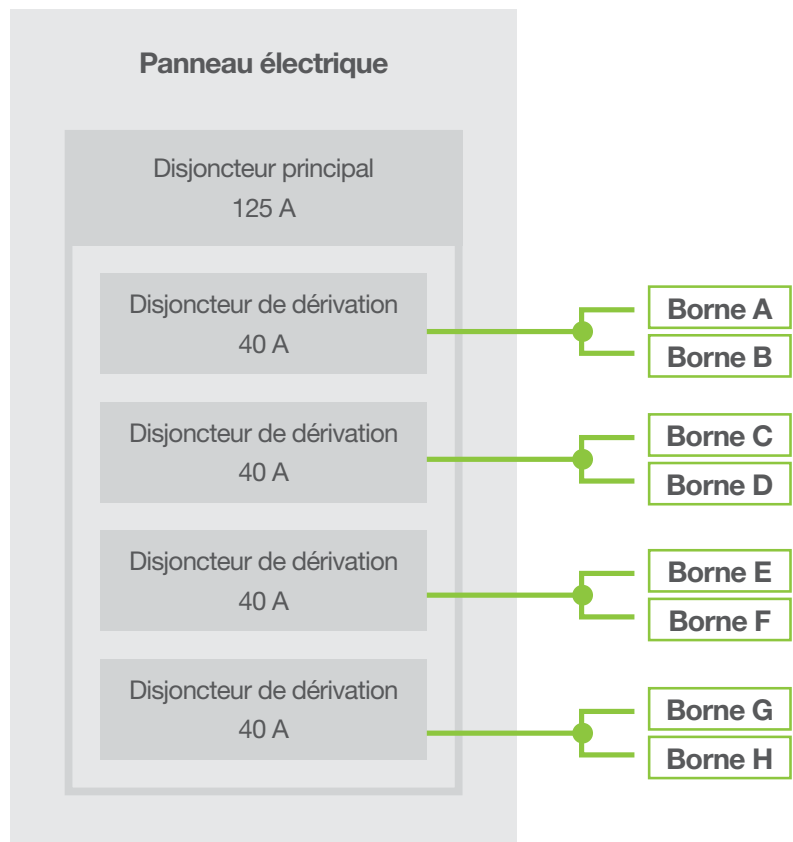 Panneau électrique
Disjoncteur principal
125 A
Disjoncteur de dérivation
40 A
Borne A
Borne B
Disjoncteur de dérivation
40 A
Borne C
Borne D
Disjoncteur de dérivation
40 A
Borne E
Borne F
Disjoncteur de dérivation
40 A
Borne G
Borne H